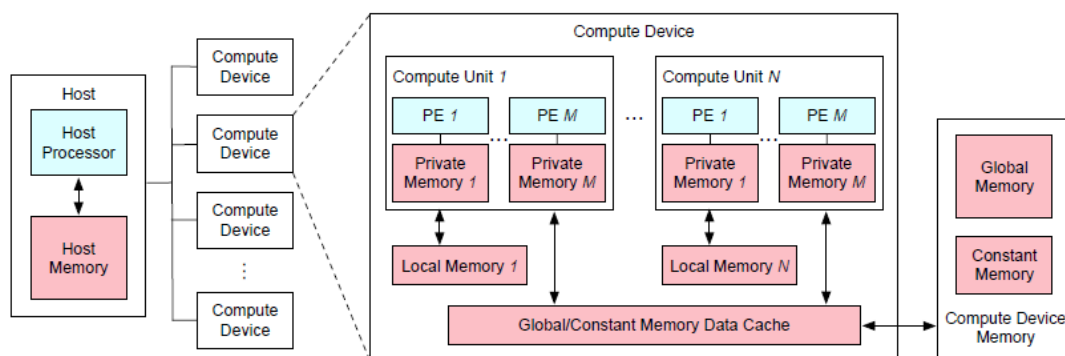 Host
Host
Processor
Host
Memory
Compute
Device
Compute
Device
Compute
Device
...
Compute
Device
Compute Device
Compute Unit 1
PE 1
PE M
...
Private
Memory 1
Private
Memory M
Local Memory 1
...
Compute Unit N
PE 1
PE M
...
Private
Memory 1
Private
Memory M
Local Memory N
Global/Constant Memory Data Cache
Global
Memory
Constant
Memory
Compute Device
Memory